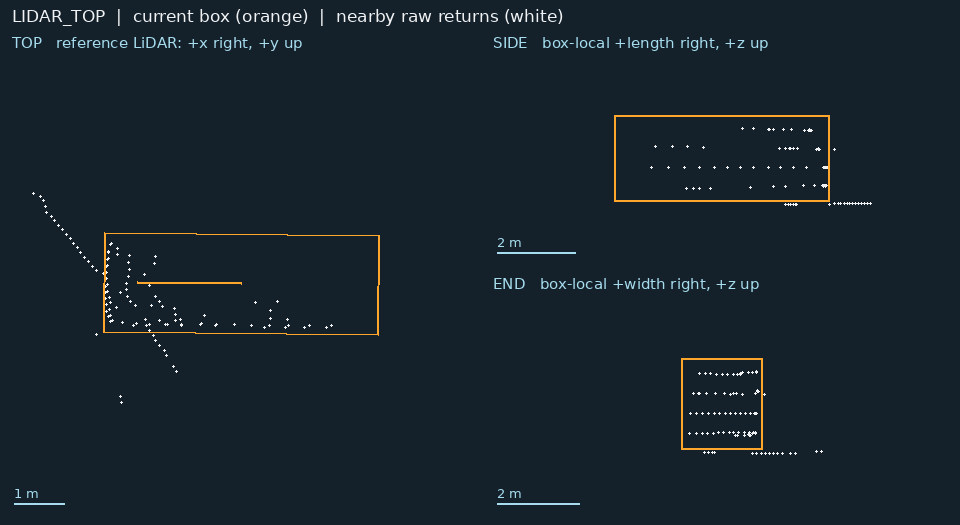 LIDAR_TOP | current box (orange) | nearby raw returns (white)
TOP reference LiDAR: +x right, +y up
SIDE box-local +length right, +z up
2 m
END box-local +width right, +z up
1 m
2 m